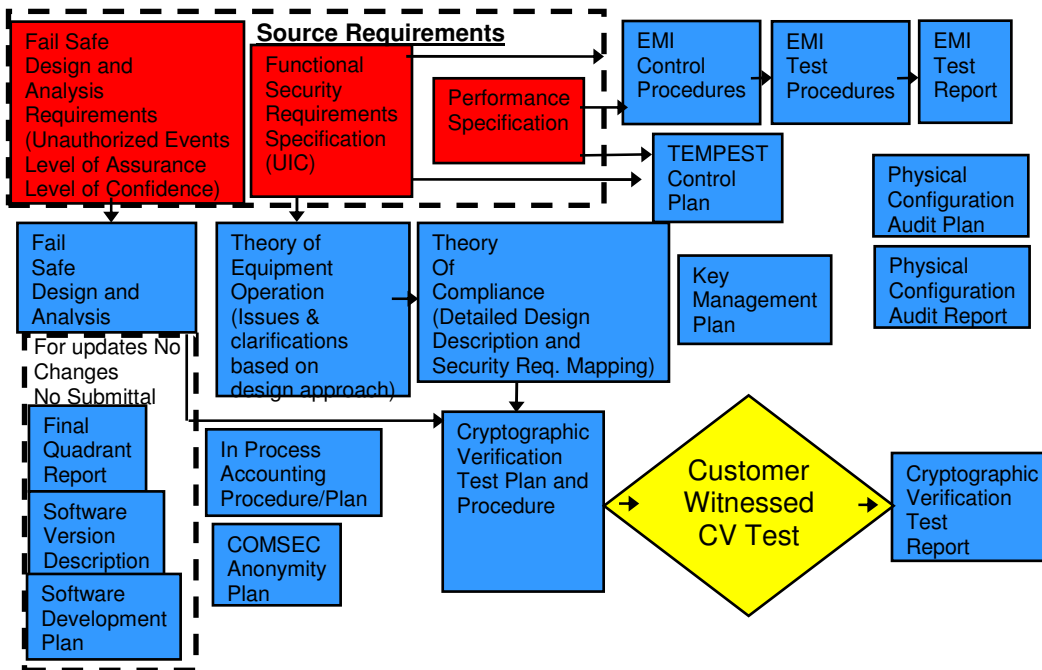 Source Requirements
Fail Safe
Design and
Analysis
Requirements
(Unauthorized Events
Level of Assurance
Level of Confidence)
Functional
Security
Requirements
Specification
(UIC)
Performance
Specification
EMI
Control
Procedures
EMI
Test
Procedures
EMI
Test
Report
TEMPEST
Control
Plan
Physical
Configuration
Audit Plan
Fail
Safe
Design and
Analysis
Theory of
Equipment
Operation
(Issues &
clarifications
based on
design approach)
Theory
Of
Compliance
(Detailed Design
Description and
Security Req. Mapping)
Key
Management
Plan
Physical
Configuration
Audit Report
For updates No
Changes
No Submittal
Final
Quadrant
Report
Software
Version
Description
Software
Development
Plan
In Process
Accounting
Procedure/Plan
COMSEC
Anonymity
Plan
Cryptographic
Verification
Test Plan and
Procedure
Customer
Witnessed
CV Test
Cryptographic
Verification
Test
Report